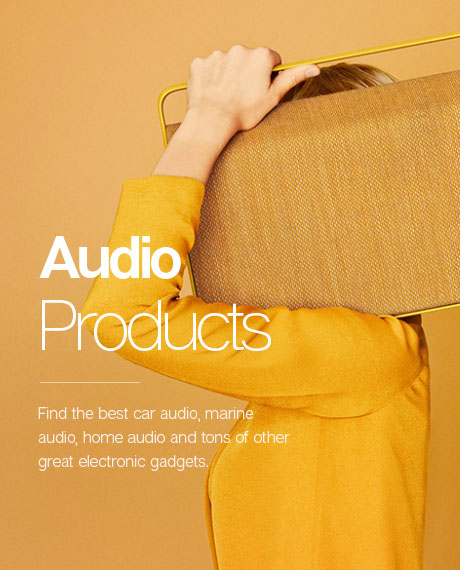 Audio
Products
Find the best car audio, marine
audio, home audio and tons of other
great electronic gadgets.